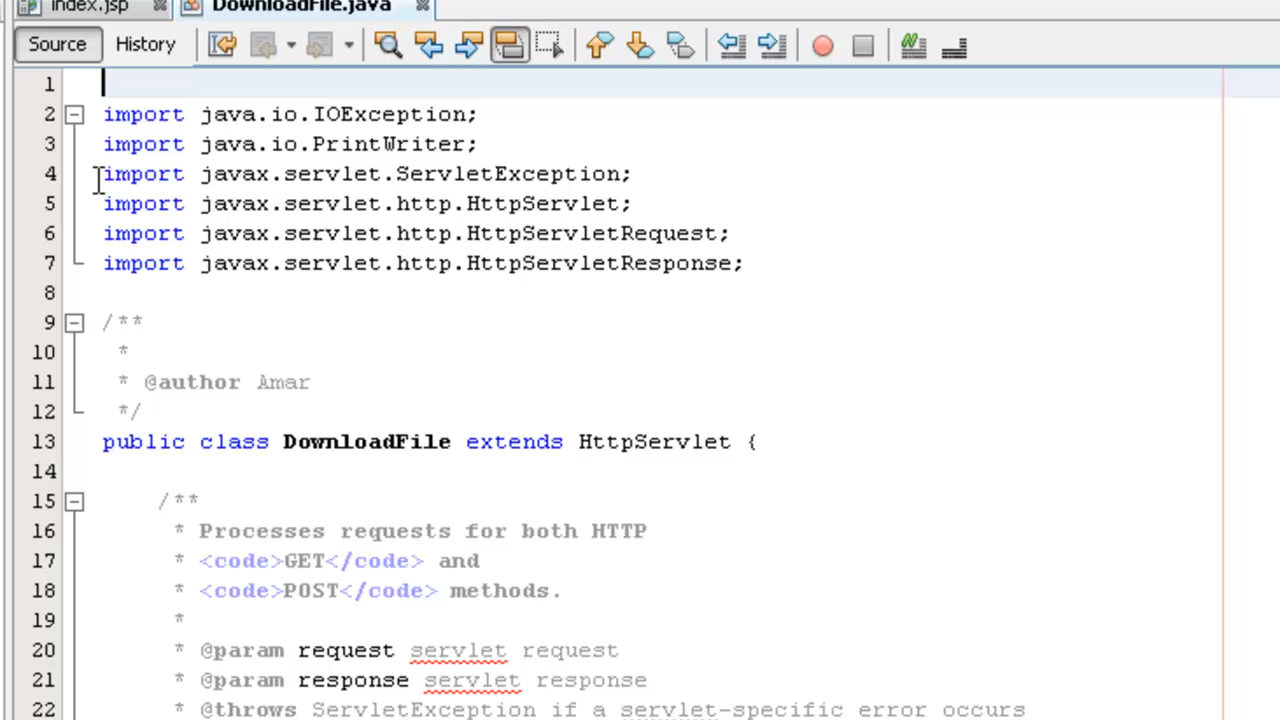 index.jsp DownloadFile.java
Source History
1
2 import java.io.IOException;
3 import java.io.PrintWriter;
4 import javax.servlet.ServletException;
5 import javax.servlet.http.HttpServlet;
6 import javax.servlet.http.HttpServletRequest;
7 import javax.servlet.http.HttpServletResponse;
8
9 /**
10 *
11 * @author Amar
12 */
13 public class DownloadFile extends HttpServlet {
14
15 /**
16 * Processes requests for both HTTP
17 * <code>GET</code> and
18 * <code>POST</code> methods.
19 *
20 * @param request servlet request
21 * @param response servlet response
22 * @throws ServletException if a servlet-specific error occurs